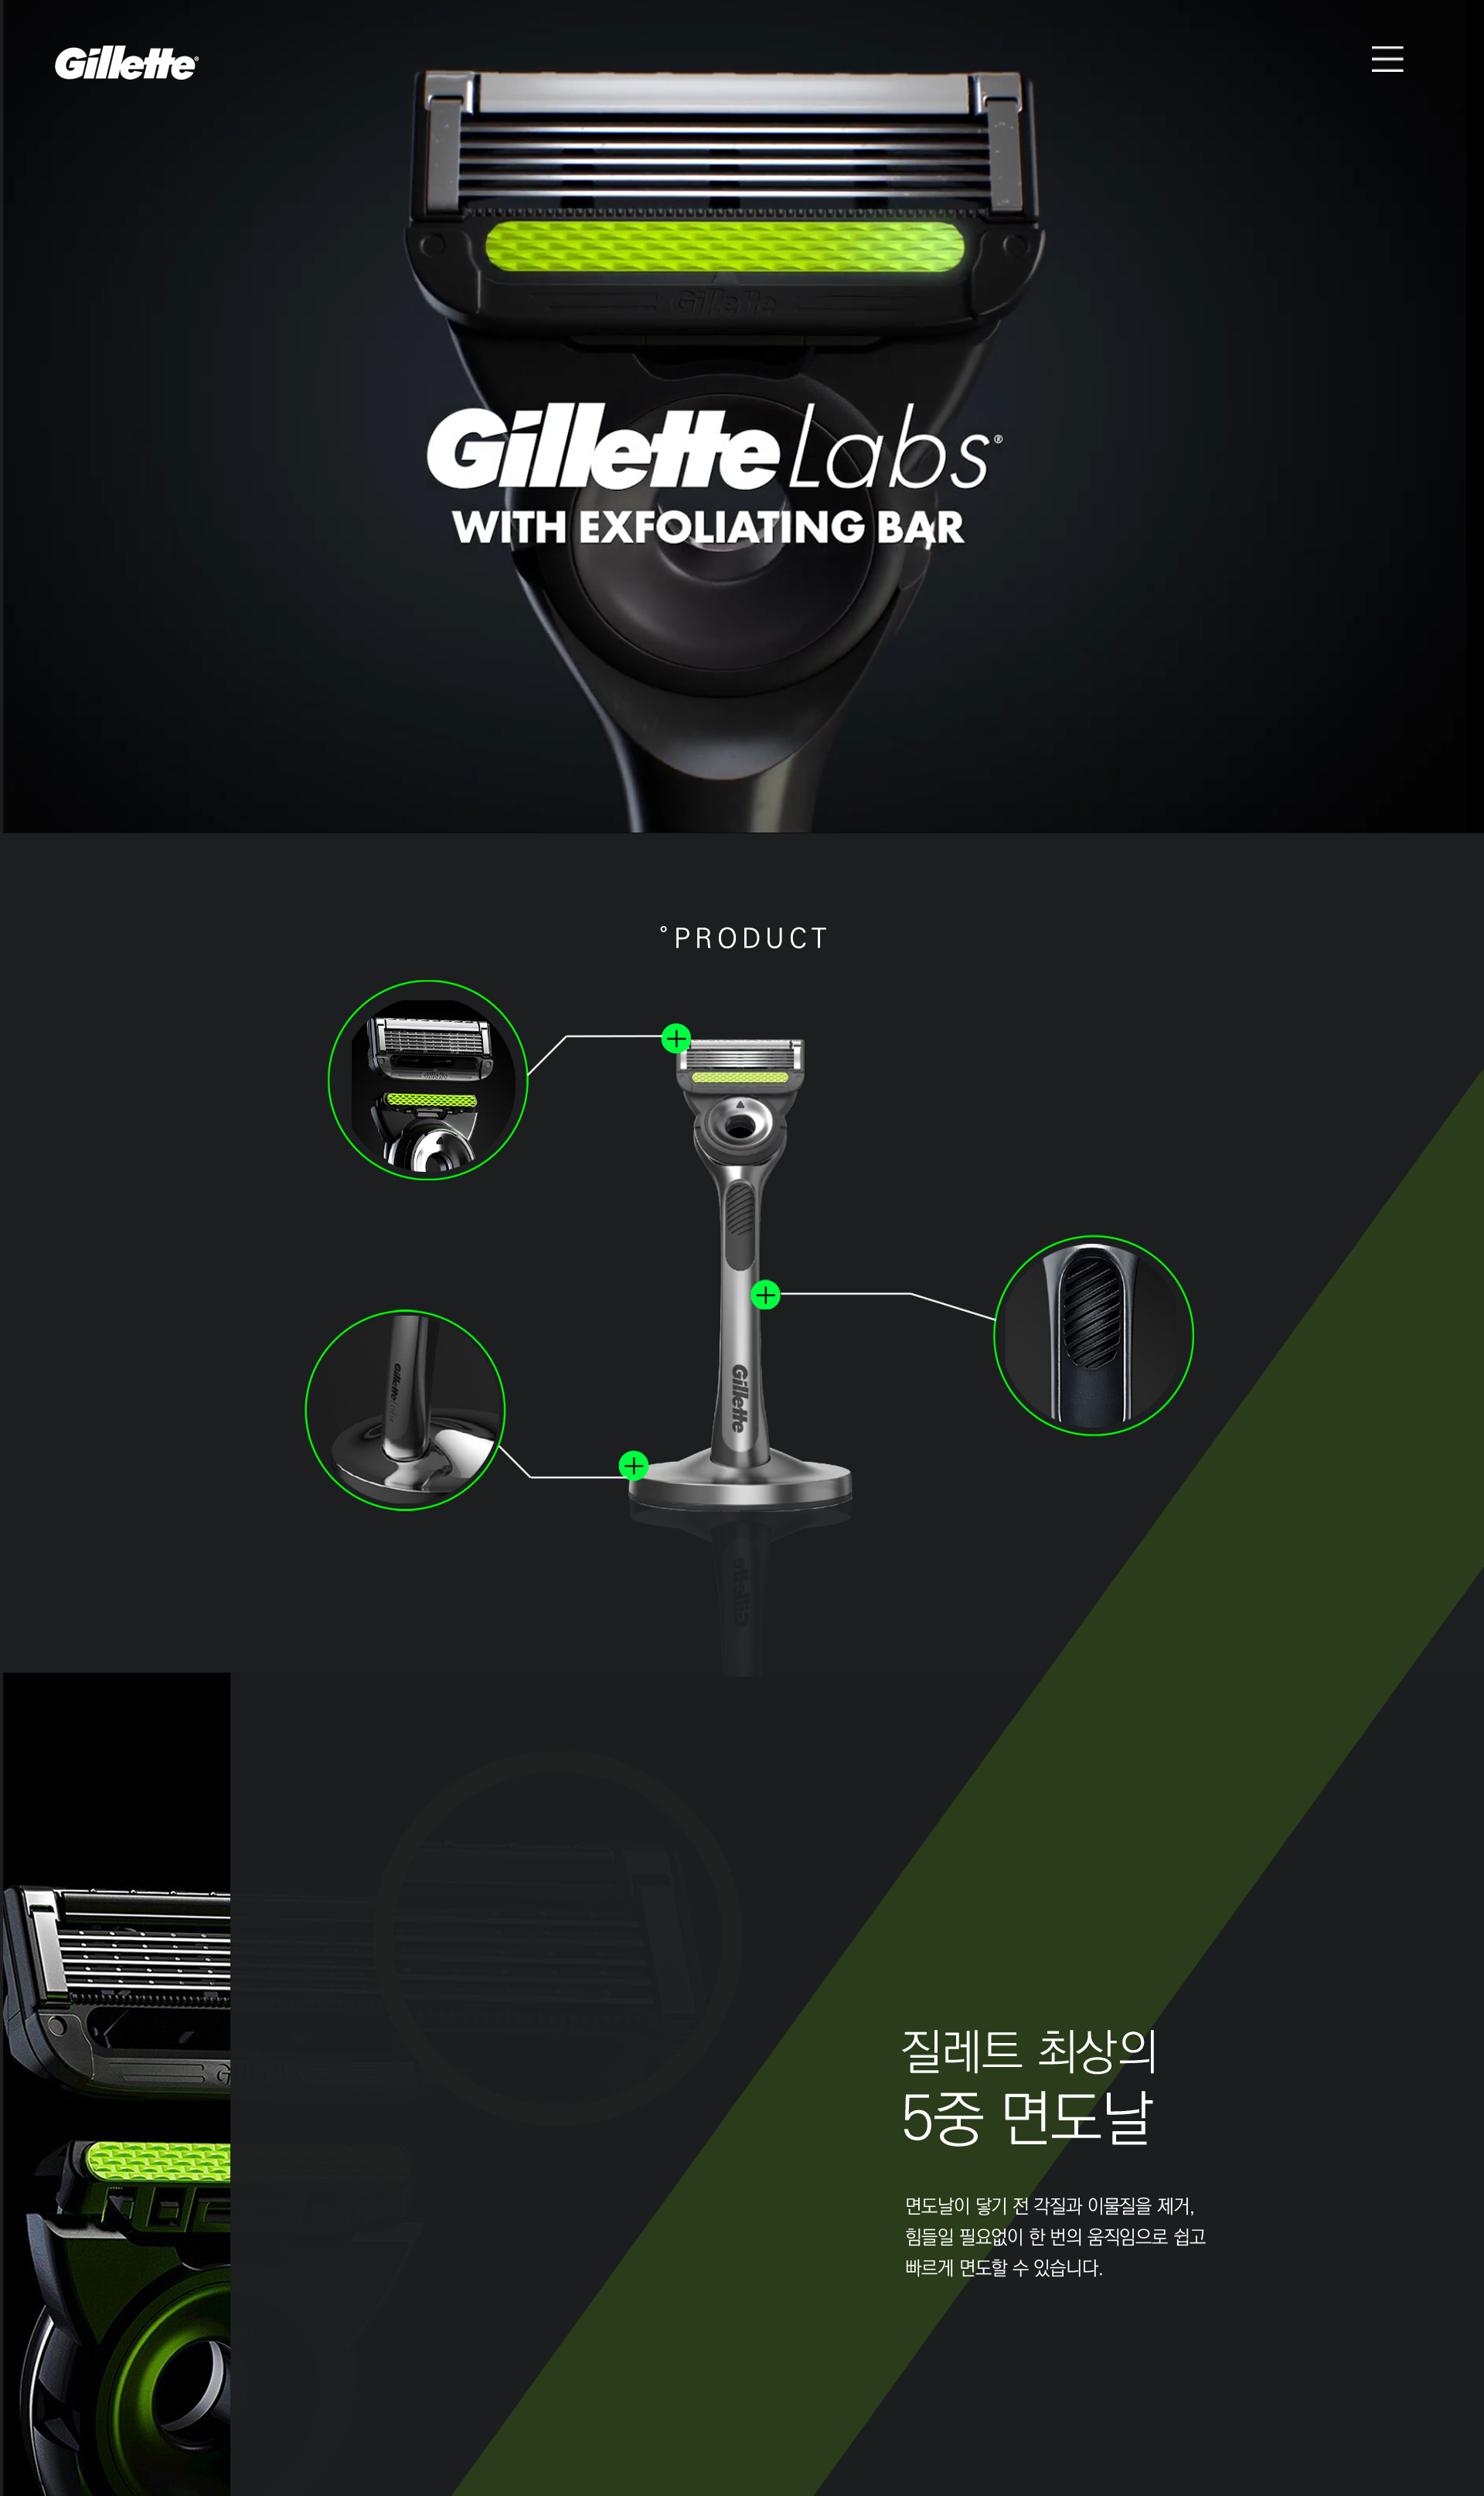 Gillette®
Gillette
Gillette Labs®
WITH EXFOLIATING BAR
°PRODUCT
Gillette
Gillette
질레트 최상의
5중 면도날
면도날이 닿기 전 각질과 이물질을 제거,
힘들일 필요없이 한 번의 움직임으로 쉽고
빠르게 면도할 수 있습니다.